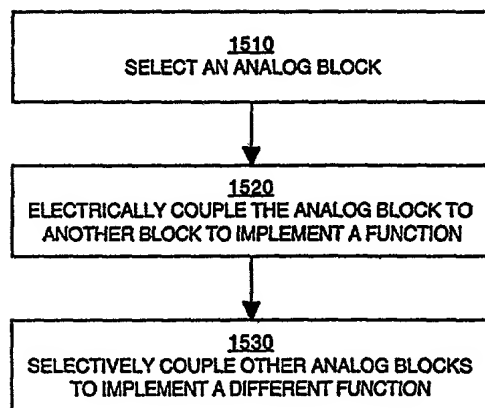 1510
SELECT AN ANALOG BLOCK
1520
ELECTRICALLY COUPLE THE ANALOG BLOCK TO
ANOTHER BLOCK TO IMPLEMENT A FUNCTION
1530
SELECTIVELY COUPLE OTHER ANALOG BLOCKS
TO IMPLEMENT A DIFFERENT FUNCTION